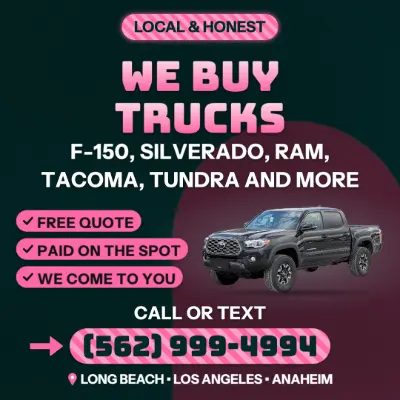 LOCAL & HONEST
WE BUY
TRUCKS
F-150, SILVERADO, RAM,
TACOMA, TUNDRA AND MORE
FREE QUOTE
PAID ON THE SPOT
WE COME TO YOU
CALL OR TEXT
(562) 999-4994
LONG BEACH • LOS ANGELES • ANAHEIM